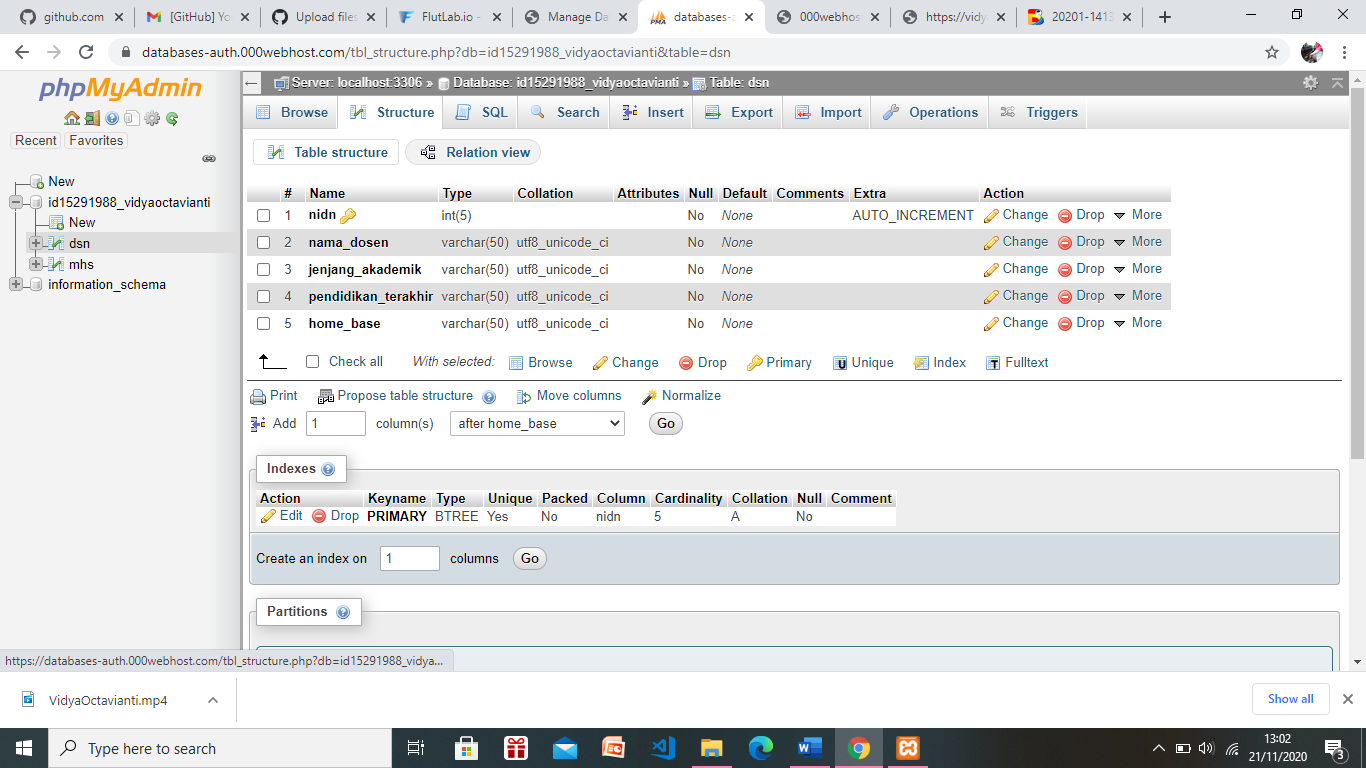 github.com
[GitHub] Yo
Upload files
FlutLab.io -
Manage Da
databases-a
000webhos
https://vidy
20201-1413
databases-auth.000webhost.com/tbl_structure.php?db=id15291988_vidyaoctavianti&table=dsn
phpMyAdmin
Recent Favorites
New
id15291988_vidyaoctavianti
New
dsn
mhs
information_schema
Server: localhost:3306 » Database: id15291988_vidyaoctavianti » Table: dsn
Browse Structure SQL Search Insert Export Import Operations Triggers
Table structure Relation view
# Name Type Collation Attributes Null Default Comments Extra Action
1 nidn int(5) No None AUTO_INCREMENT Change Drop More
2 nama_dosen varchar(50) utf8_unicode_ci No None Change Drop More
3 jenjang_akademik varchar(50) utf8_unicode_ci No None Change Drop More
4 pendidikan_terakhir varchar(50) utf8_unicode_ci No None Change Drop More
5 home_base varchar(50) utf8_unicode_ci No None Change Drop More
Check all With selected: Browse Change Drop Primary Unique Index Fulltext
Print Propose table structure Move columns Normalize
Add 1 column(s) after home_base Go
Indexes
Action Keyname Type Unique Packed Column Cardinality Collation Null Comment
Edit Drop PRIMARY BTREE Yes No nidn 5 A No
Create an index on 1 columns Go
Partitions
https://databases-auth.000webhost.com/tbl_structure.php?db=id15291988_vidya...
VidyaOctavianti.mp4
Show all
Type here to search
13:02
21/11/2020
3